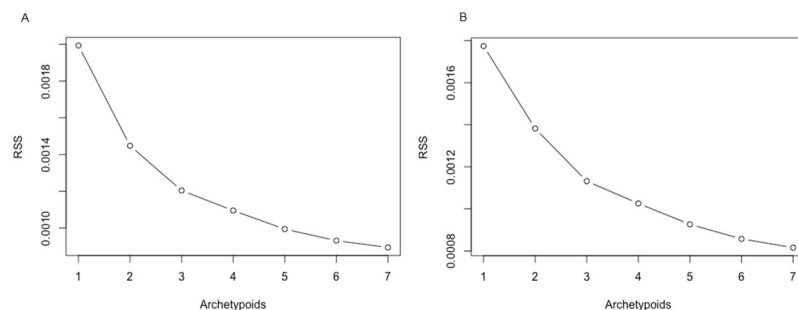 A
RSS
0.0018
0.0014
0.0010
1 2 3 4 5 6 7
Archetypoids
B
RSS
0.0016
0.0012
0.0008
1 2 3 4 5 6 7
Archetypoids